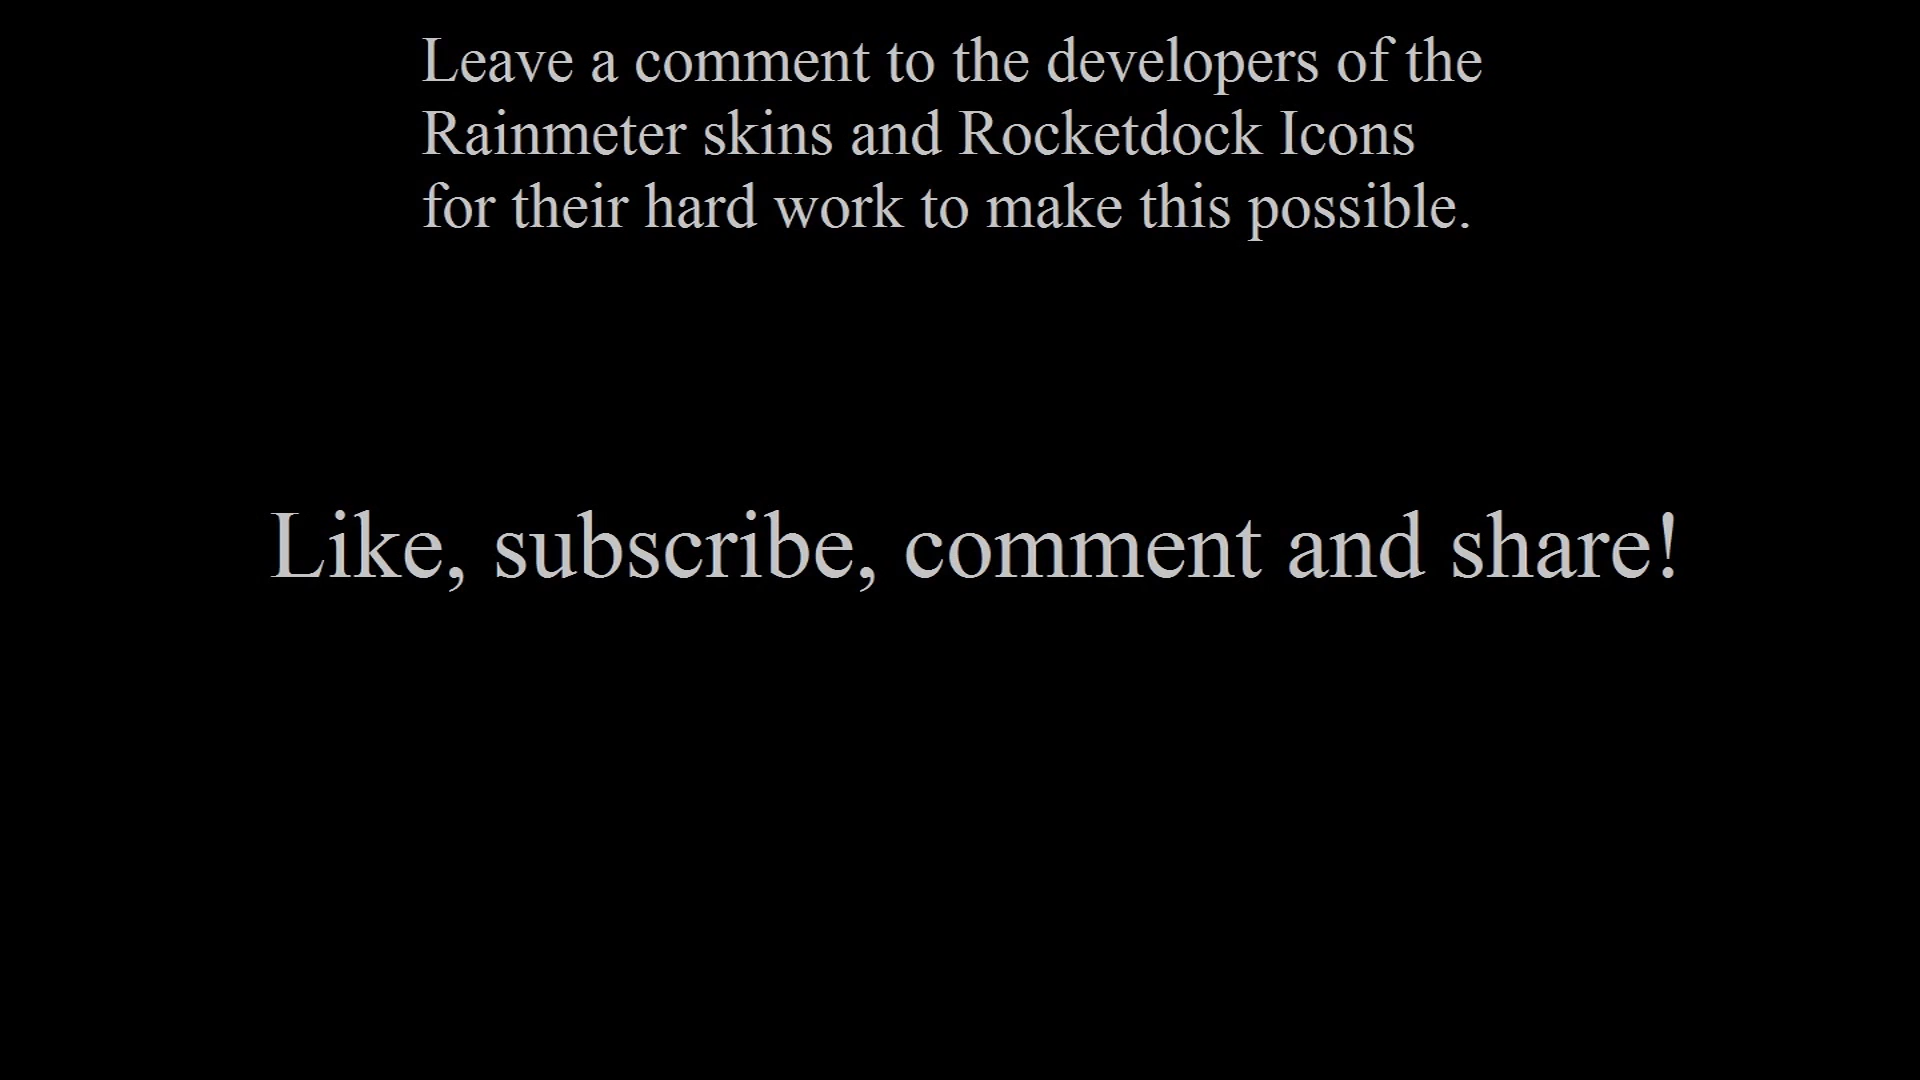 Leave a comment to the developers of the
Rainmeter skins and Rocketdock Icons
for their hard work to make this possible.
Like, subscribe, comment and share!